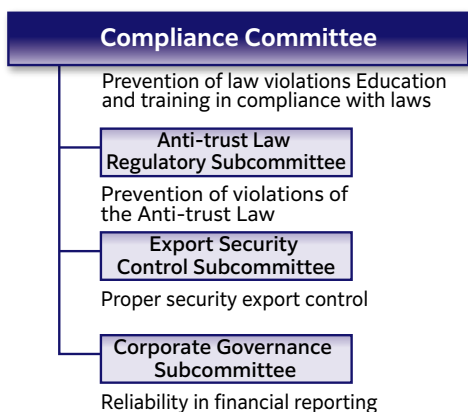 Compliance Committee
Prevention of law violations Education
and training in compliance with laws
Anti-trust Law
Regulatory Subcommittee
Prevention of violations of
the Anti-trust Law
Export Security
Control Subcommittee
Proper security export control
Corporate Governance
Subcommittee
Reliability in financial reporting